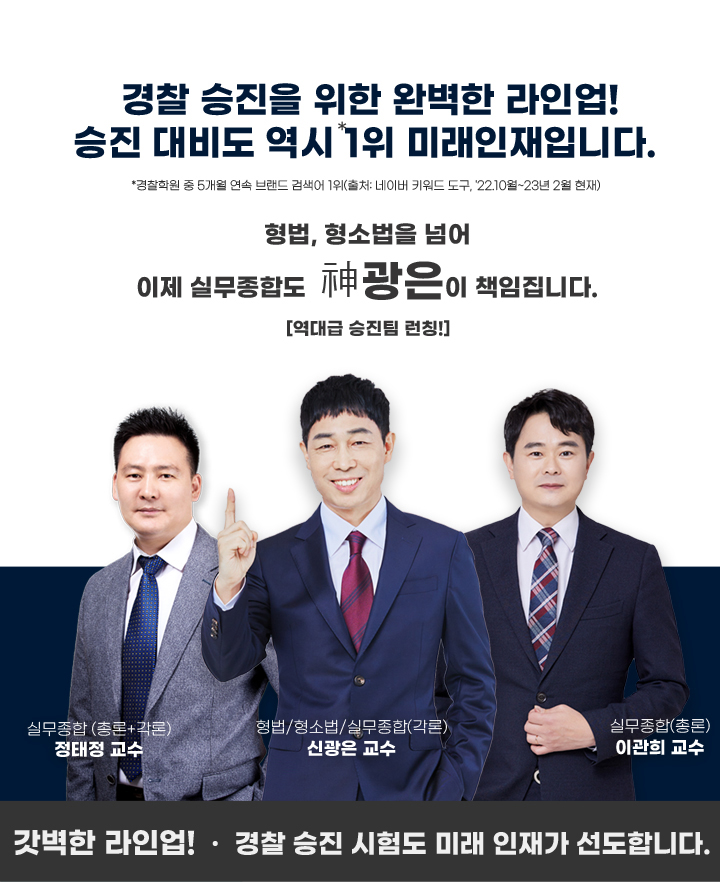 경찰 승진을 위한 완벽한 라인업!
승진 대비도 역시 *1위 미래인재입니다.
*경찰학원 중 5개월 연속 브랜드 검색어 1위(출처: 네이버 키워드 도구, '22.10월~23년 2월 현재)
형법, 형소법을 넘어
이제 실무종합도 神광은이 책임집니다.
[역대급 승진팀 런칭!]
실무종합 (총론+각론)
정태정 교수
형법/형소법/실무종합(각론)
신광은 교수
실무종합(총론)
이관희 교수
갓벽한 라인업! · 경찰 승진 시험도 미래 인재가 선도합니다.